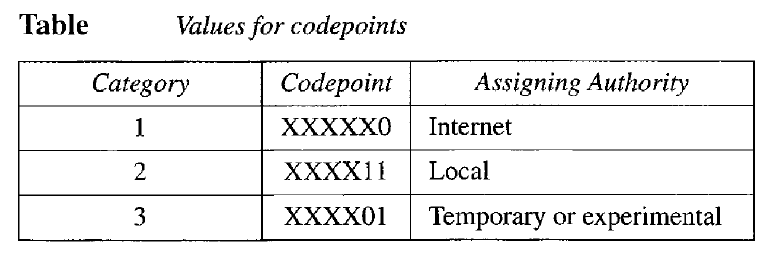 Table Values for codepoints
Category Codepoint Assigning Authority
1 XXXXX0 Internet
2 XXXX11 Local
3 XXXX01 Temporary or experimental